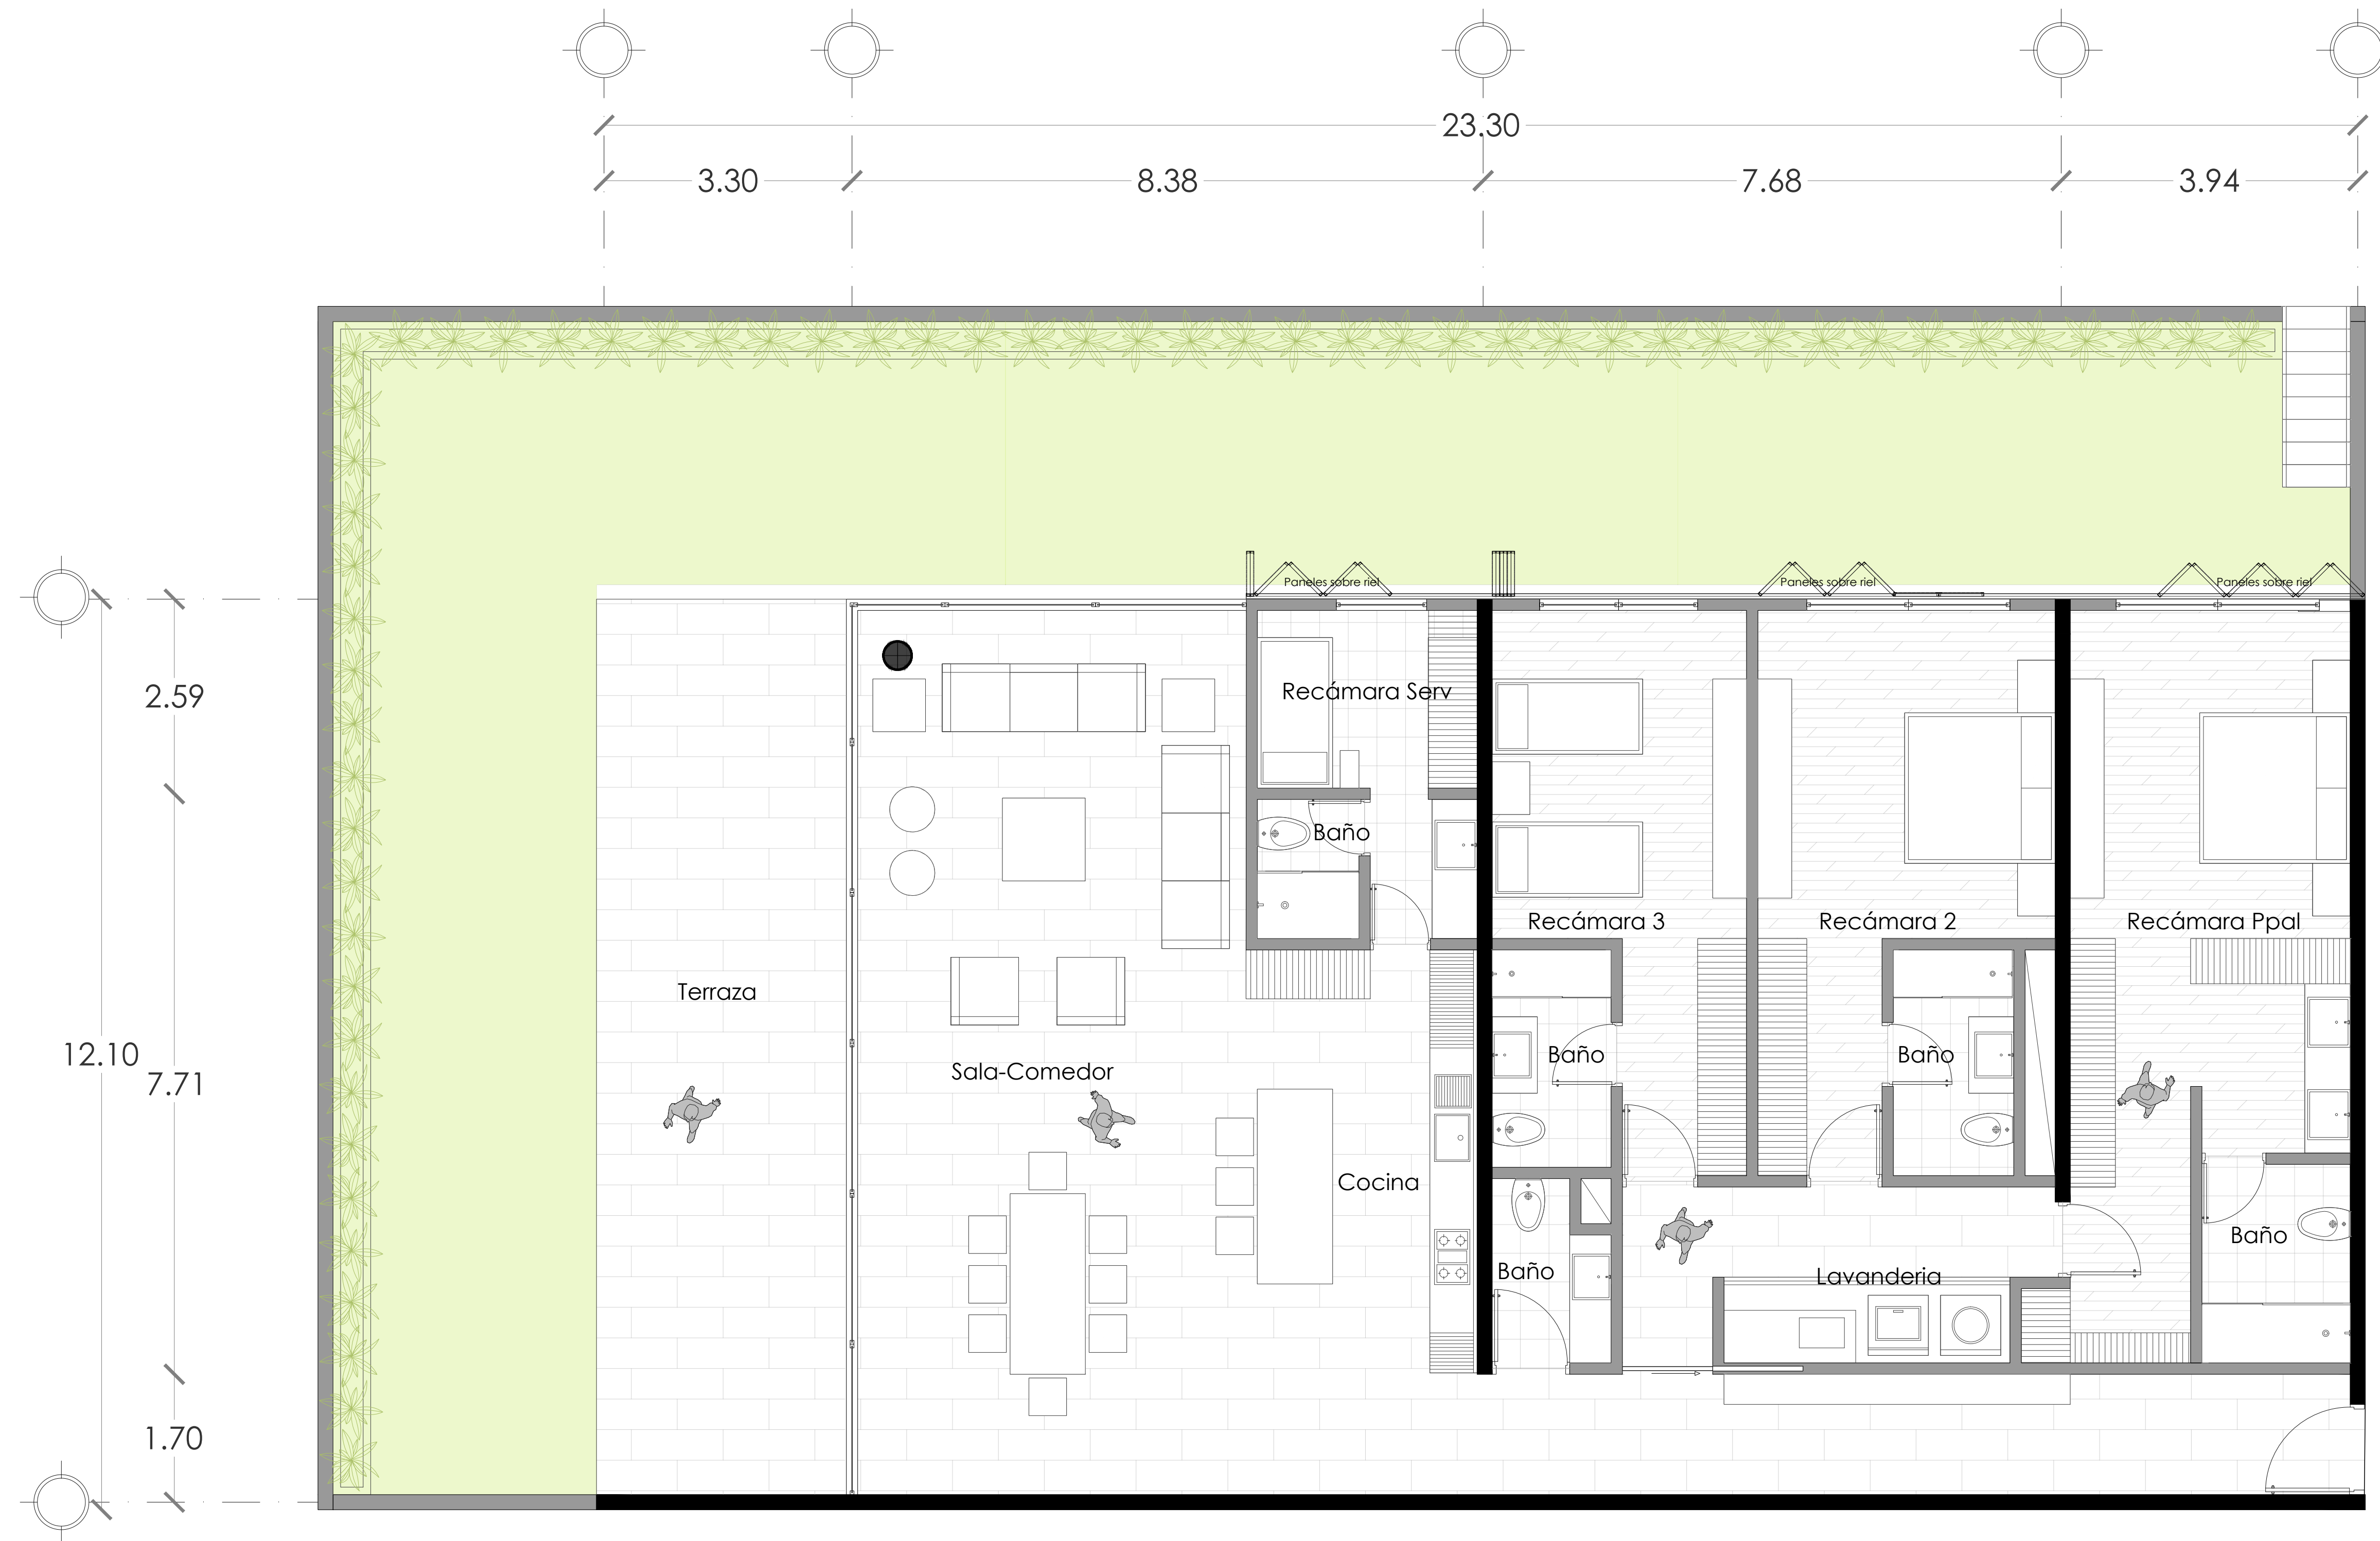 23.30
3.30
8.38
7.68
3.94
Paneles sobre riel
Paneles sobre riel
Paneles sobre riel
2.59
Recámara Serv
Baño
Recámara 3
Recámara 2
Recámara Ppal
Terraza
12.10
7.71
Sala-Comedor
Baño
Baño
Cocina
Baño
Baño
Lavanderia
1.70